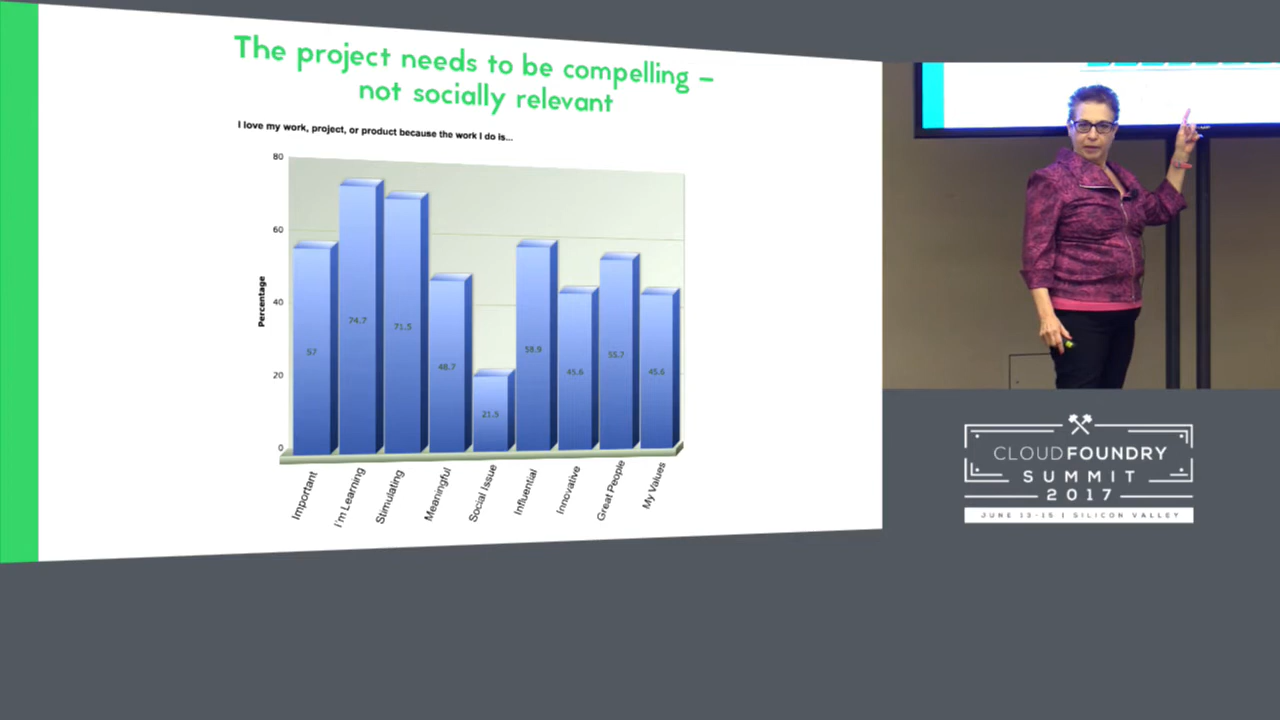 The project needs to be compelling –
not socially relevant
I love my work, project, or product because the work I do is...
Percentage
80
60
40
20
0
57
74.7
71.5
48.7
21.5
58.9
45.6
55.7
45.6
Important
I'm Learning
Stimulating
Meaningful
Social Issue
Influential
Innovative
Great People
My Values
CLOUDFOUNDRY
SUMMIT
2017
JUNE 13-15 | SILICON VALLEY